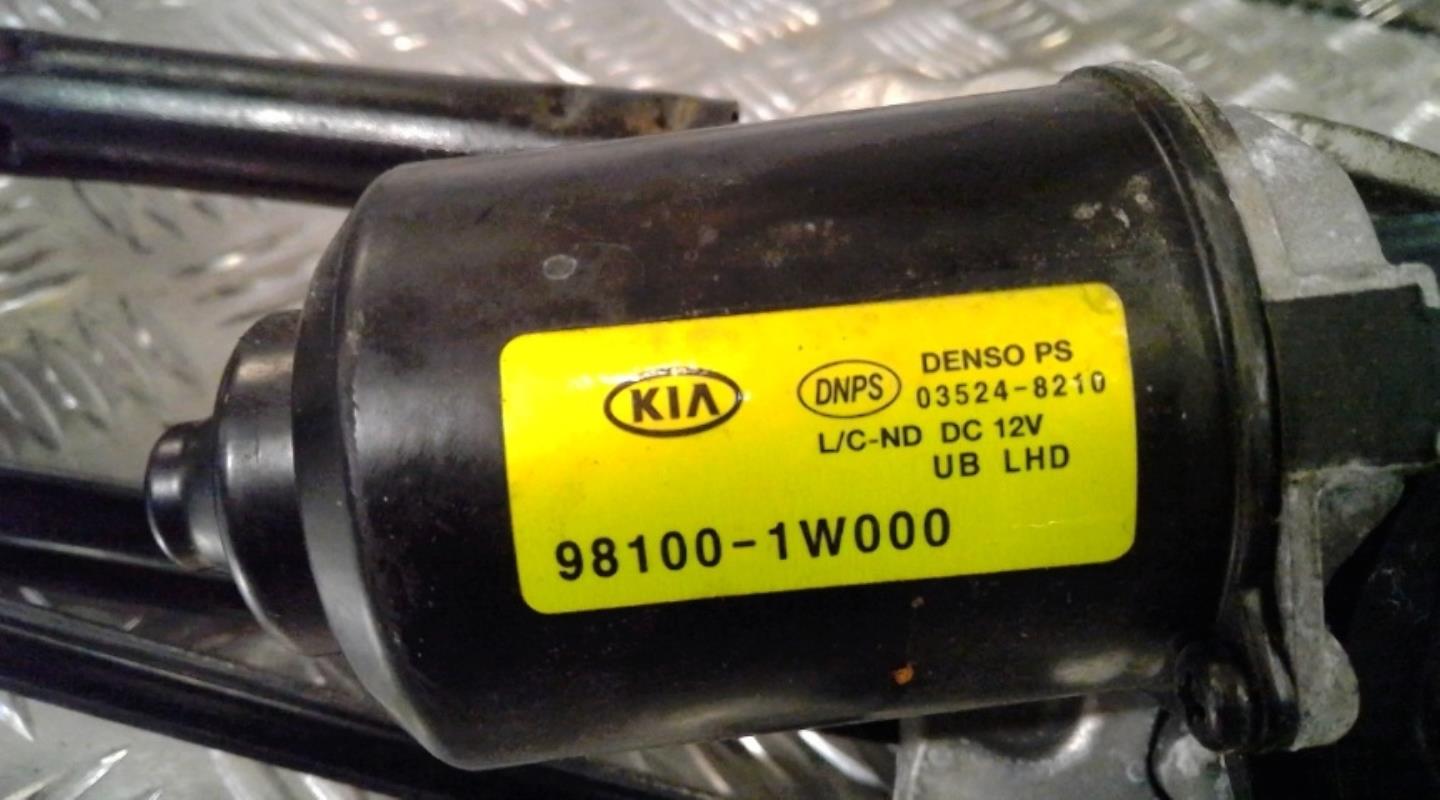 KIA
DNPS
DENSO PS
03524-8210
L/C-ND DC 12V
UB LHD
98100-1W000